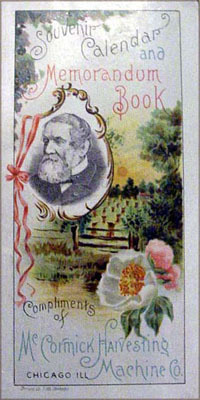 Souvenir
Calendar
and
Memorandum
Book
Compliments
of
McCormick Harvesting
Machine Co.
CHICAGO ILL